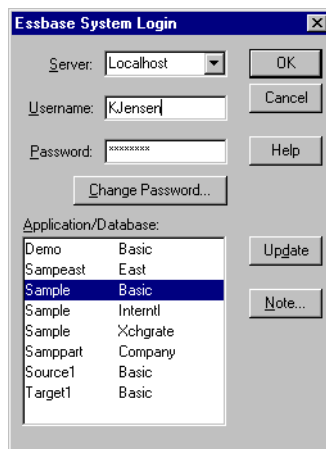 Essbase System Login
Server: Localhost OK
Username: KJensen Cancel
Password: ******** Help
Change Password...
Application/Database:
Demo Basic Update
Sampeast East
Sample Basic
Sample Interntl Note...
Sample Xchgrate
Samppart Company
Source1 Basic
Target1 Basic